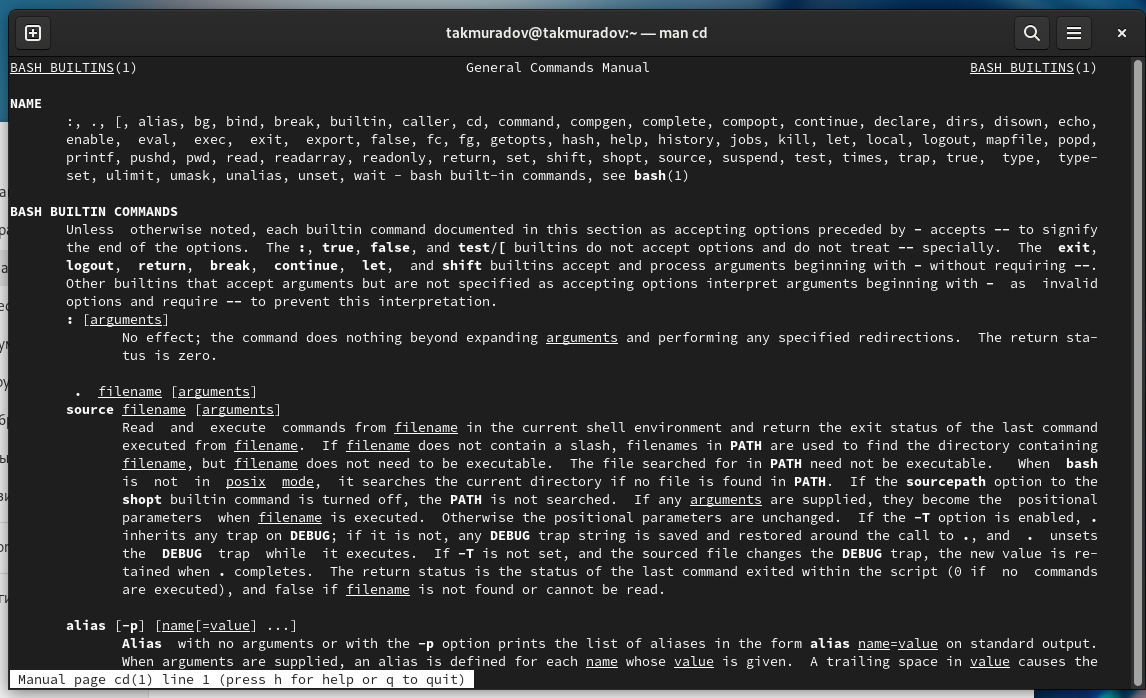 takmuradov@takmuradov:~ — man cd
BASH BUILTINS(1) General Commands Manual BASH BUILTINS(1)
NAME
:, ., [, alias, bg, bind, break, builtin, caller, cd, command, compgen, complete, compopt, continue, declare, dirs, disown, echo,
enable, eval, exec, exit, export, false, fc, fg, getopts, hash, help, history, jobs, kill, let, local, logout, mapfile, popd,
printf, pushd, pwd, read, readarray, readonly, return, set, shift, shopt, source, suspend, test, times, trap, true, type, type-
set, ulimit, umask, unalias, unset, wait - bash built-in commands, see bash(1)
BASH BUILTIN COMMANDS
Unless otherwise noted, each builtin command documented in this section as accepting options preceded by - accepts -- to signify
the end of the options. The :, true, false, and test/[ builtins do not accept options and do not treat -- specially. The exit,
logout, return, break, continue, let, and shift builtins accept and process arguments beginning with - without requiring --.
Other builtins that accept arguments but are not specified as accepting options interpret arguments beginning with - as invalid
options and require -- to prevent this interpretation.
: [arguments]
No effect; the command does nothing beyond expanding arguments and performing any specified redirections. The return sta-
tus is zero.
. filename [arguments]
source filename [arguments]
Read and execute commands from filename in the current shell environment and return the exit status of the last command
executed from filename. If filename does not contain a slash, filenames in PATH are used to find the directory containing
filename, but filename does not need to be executable. The file searched for in PATH need not be executable. When bash
is not in posix mode, it searches the current directory if no file is found in PATH. If the sourcepath option to the
shopt builtin command is turned off, the PATH is not searched. If any arguments are supplied, they become the positional
parameters when filename is executed. Otherwise the positional parameters are unchanged. If the -T option is enabled, .
inherits any trap on DEBUG; if it is not, any DEBUG trap string is saved and restored around the call to ., and . unsets
the DEBUG trap while it executes. If -T is not set, and the sourced file changes the DEBUG trap, the new value is re-
tained when . completes. The return status is the status of the last command exited within the script (0 if no commands
are executed), and false if filename is not found or cannot be read.
alias [-p] [name[=value] ...]
Alias with no arguments or with the -p option prints the list of aliases in the form alias name=value on standard output.
When arguments are supplied, an alias is defined for each name whose value is given. A trailing space in value causes the
Manual page cd(1) line 1 (press h for help or q to quit)